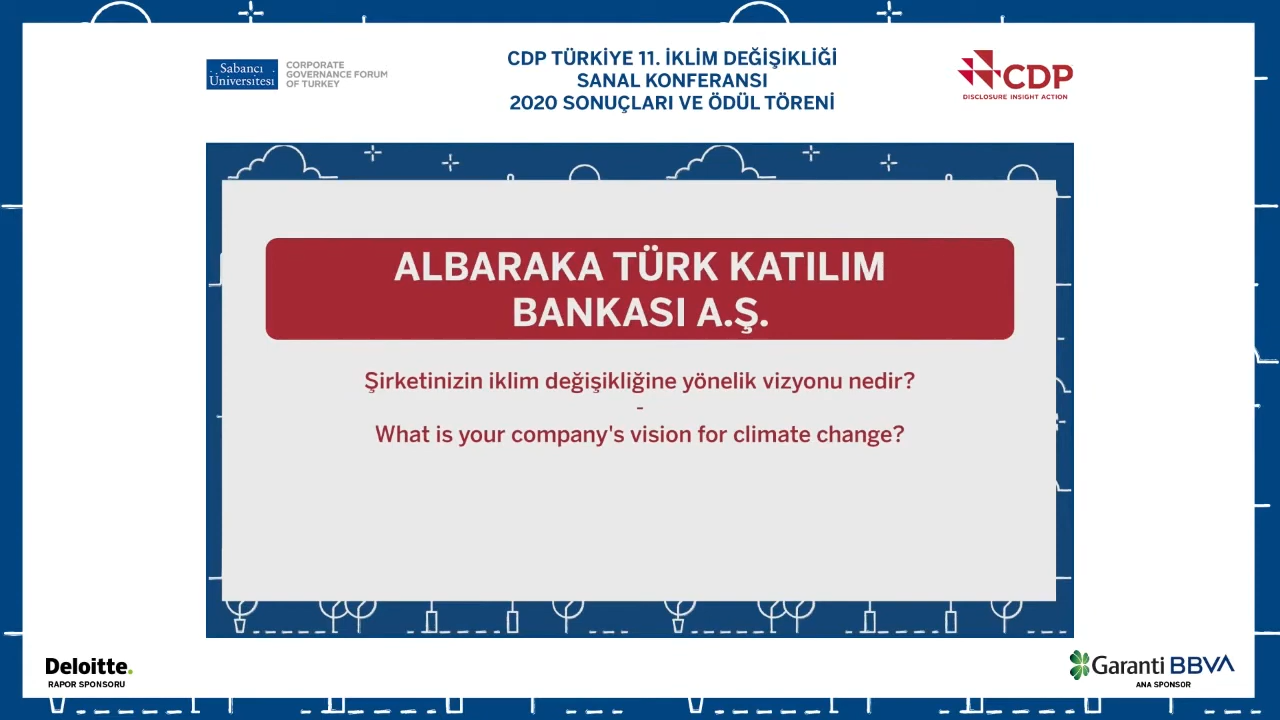 Sabancı
Üniversitesi
CORPORATE
GOVERNANCE FORUM
OF TURKEY
CDP TÜRKİYE 11. İKLİM DEĞİŞİKLİĞİ
SANAL KONFERANSI
2020 SONUÇLARI VE ÖDÜL TÖRENİ
CDP
DISCLOSURE INSIGHT ACTION
ALBARAKA TÜRK KATILIM
BANKASI A.Ş.
Şirketinizin iklim değişikliğine yönelik vizyonu nedir?
-
What is your company's vision for climate change?
Deloitte.
RAPOR SPONSORU
Garanti BBVA
ANA SPONSOR